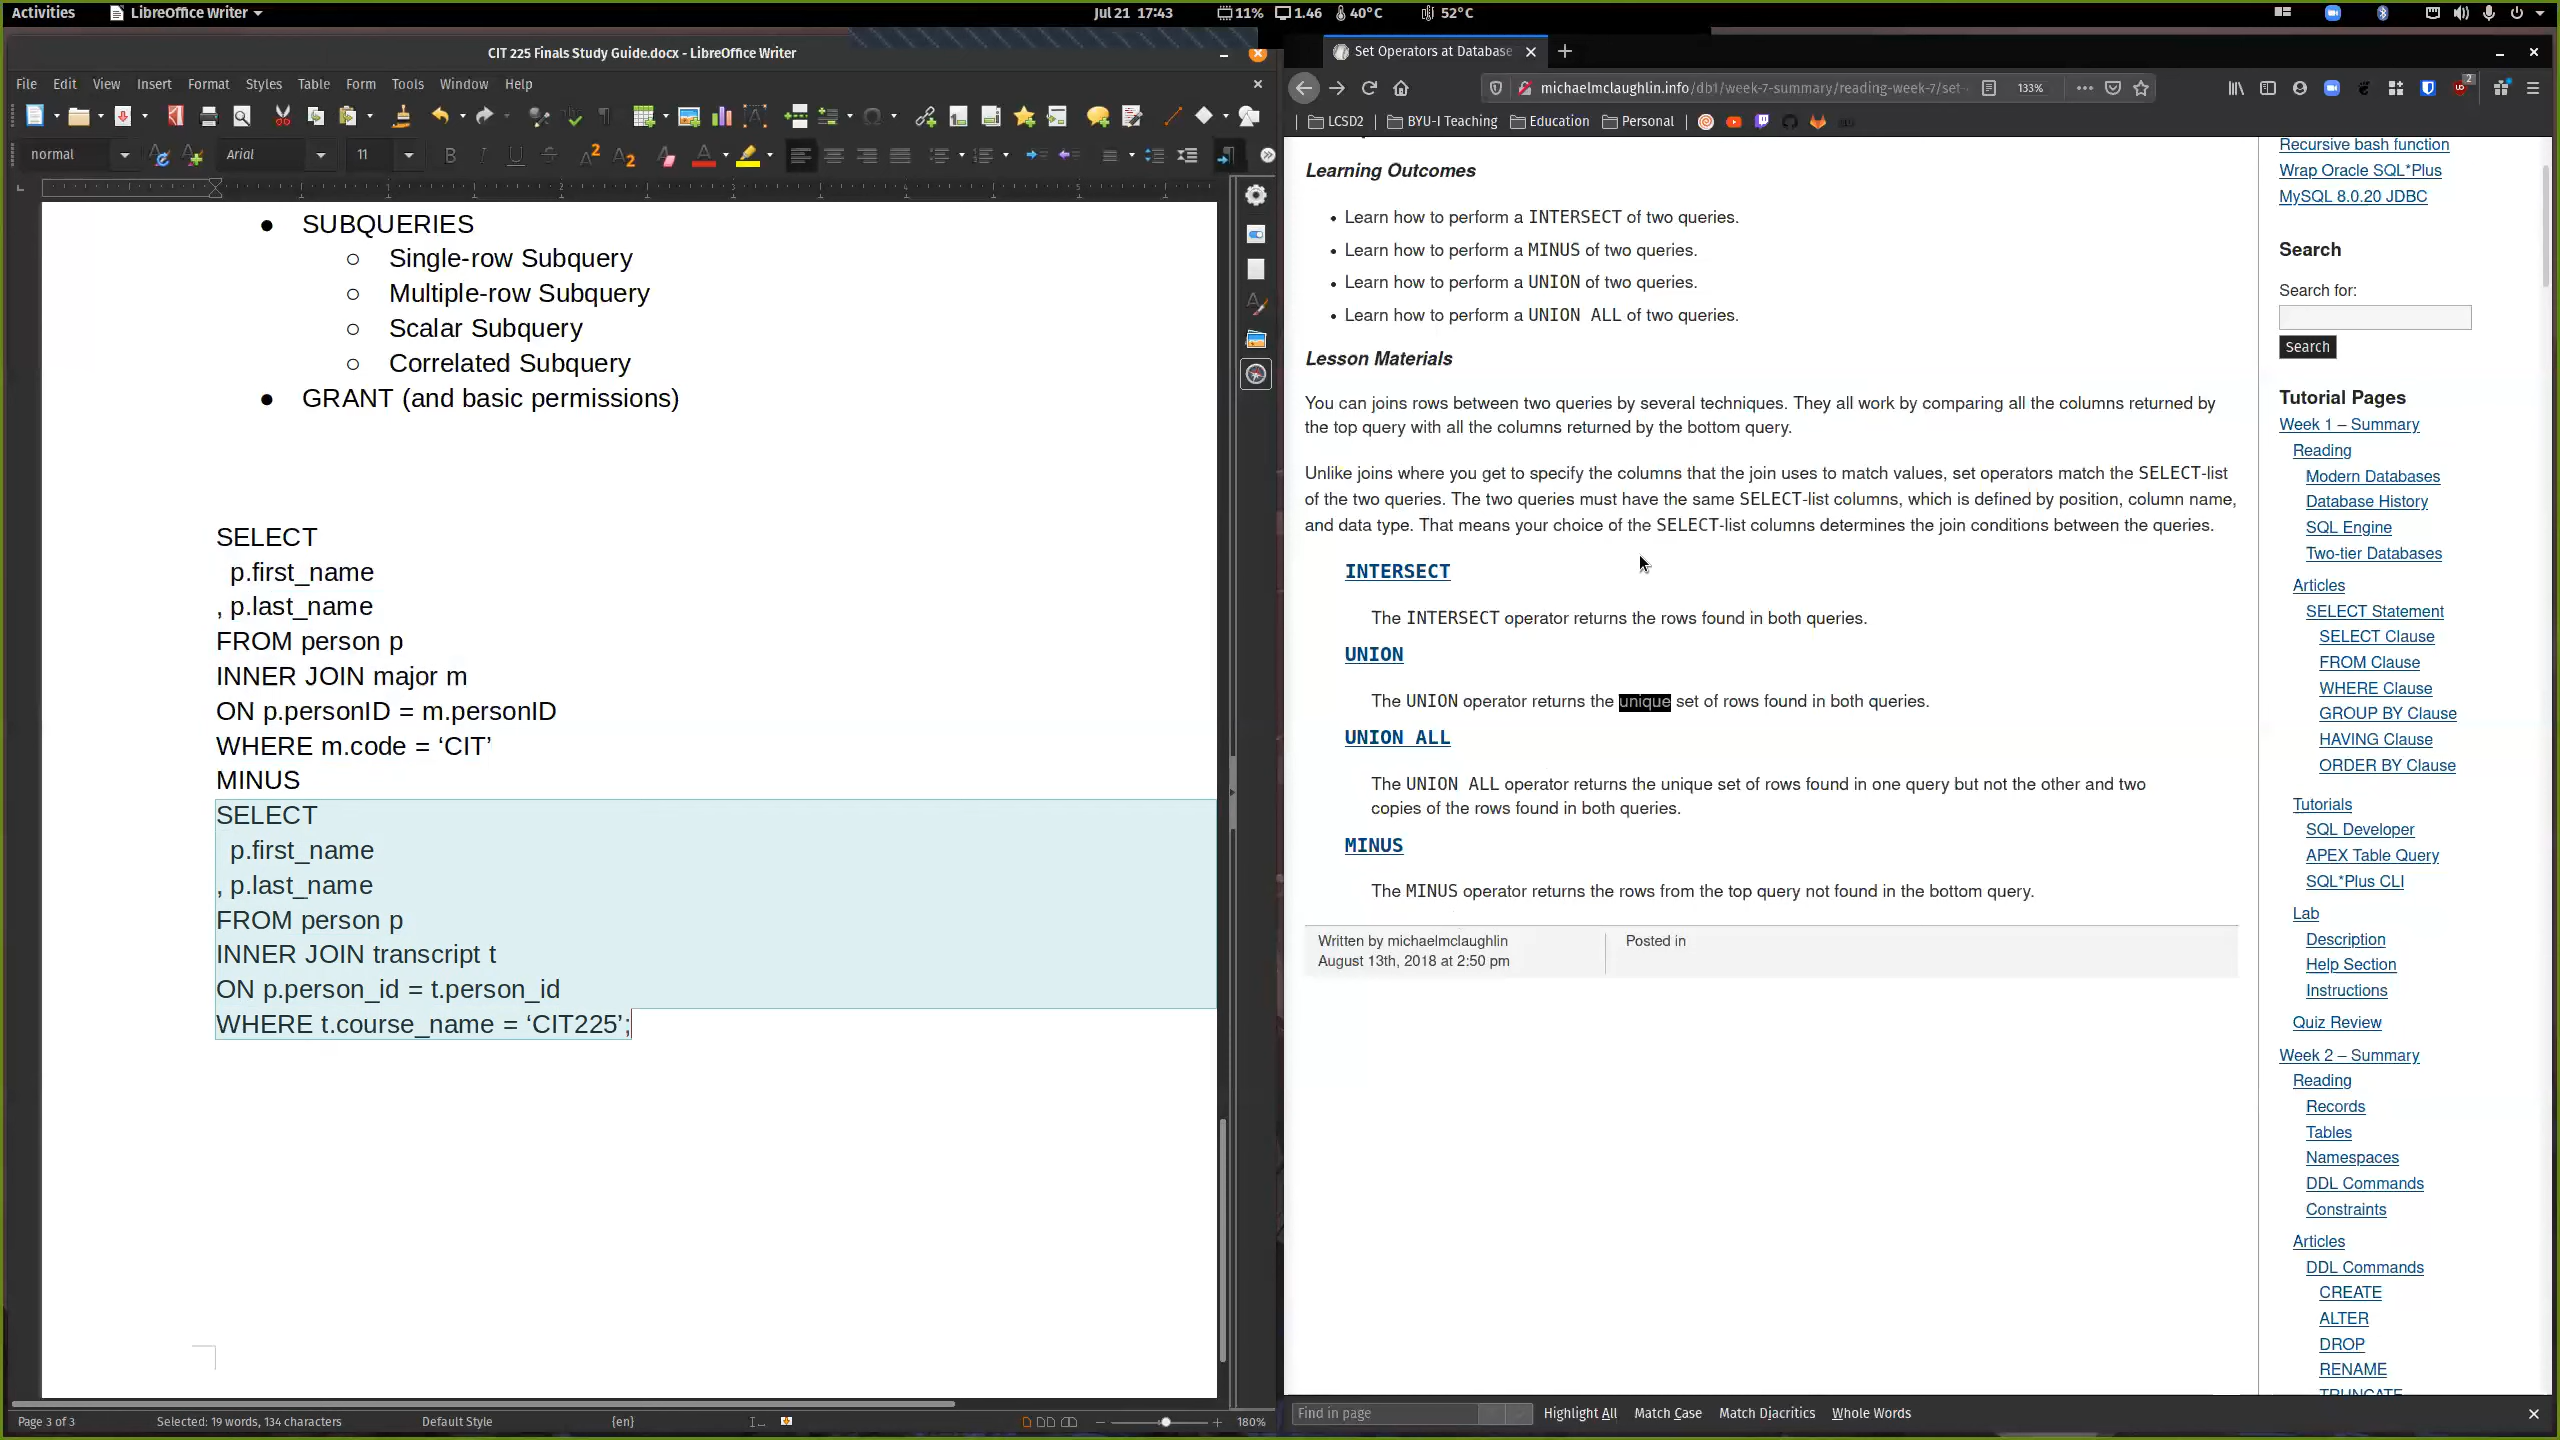 Activities
LibreOffice Writer
Jul 21 17:43
11%
1.46
40°C
52°C
CIT 225 Finals Study Guide.docx - LibreOffice Writer
File Edit View Insert Format Styles Table Form Tools Window Help
normal
Arial
11
● SUBQUERIES
○ Single-row Subquery
○ Multiple-row Subquery
○ Scalar Subquery
○ Correlated Subquery
● GRANT (and basic permissions)
SELECT
p.first_name
, p.last_name
FROM person p
INNER JOIN major m
ON p.personID = m.personID
WHERE m.code = ‘CIT’
MINUS
SELECT
p.first_name
, p.last_name
FROM person p
INNER JOIN transcript t
ON p.person_id = t.person_id
WHERE t.course_name = ‘CIT225’;
Page 3 of 3
Selected: 19 words, 134 characters
Default Style
{en}
180%
Set Operators at Database
michaelmclaughlin.info/db1/week-7-summary/reading-week-7/set-
133%
2
LCSD2
BYU-I Teaching
Education
Personal
Learning Outcomes
• Learn how to perform a INTERSECT of two queries.
• Learn how to perform a MINUS of two queries.
• Learn how to perform a UNION of two queries.
• Learn how to perform a UNION ALL of two queries.
Lesson Materials
You can joins rows between two queries by several techniques. They all work by comparing all the columns returned by
the top query with all the columns returned by the bottom query.
Unlike joins where you get to specify the columns that the join uses to match values, set operators match the SELECT-list
of the two queries. The two queries must have the same SELECT-list columns, which is defined by position, column name,
and data type. That means your choice of the SELECT-list columns determines the join conditions between the queries.
INTERSECT
The INTERSECT operator returns the rows found in both queries.
UNION
The UNION operator returns the unique set of rows found in both queries.
UNION ALL
The UNION ALL operator returns the unique set of rows found in one query but not the other and two
copies of the rows found in both queries.
MINUS
The MINUS operator returns the rows from the top query not found in the bottom query.
Written by michaelmclaughlin
August 13th, 2018 at 2:50 pm
Posted in
Recursive bash function
Wrap Oracle SQL*Plus
MySQL 8.0.20 JDBC
Search
Search for:
Search
Tutorial Pages
Week 1 – Summary
Reading
Modern Databases
Database History
SQL Engine
Two-tier Databases
Articles
SELECT Statement
SELECT Clause
FROM Clause
WHERE Clause
GROUP BY Clause
HAVING Clause
ORDER BY Clause
Tutorials
SQL Developer
APEX Table Query
SQL*Plus CLI
Lab
Description
Help Section
Instructions
Quiz Review
Week 2 – Summary
Reading
Records
Tables
Namespaces
DDL Commands
Constraints
Articles
DDL Commands
CREATE
ALTER
DROP
RENAME
TRUNCATE
Find in page
Highlight All
Match Case
Match Diacritics
Whole Words